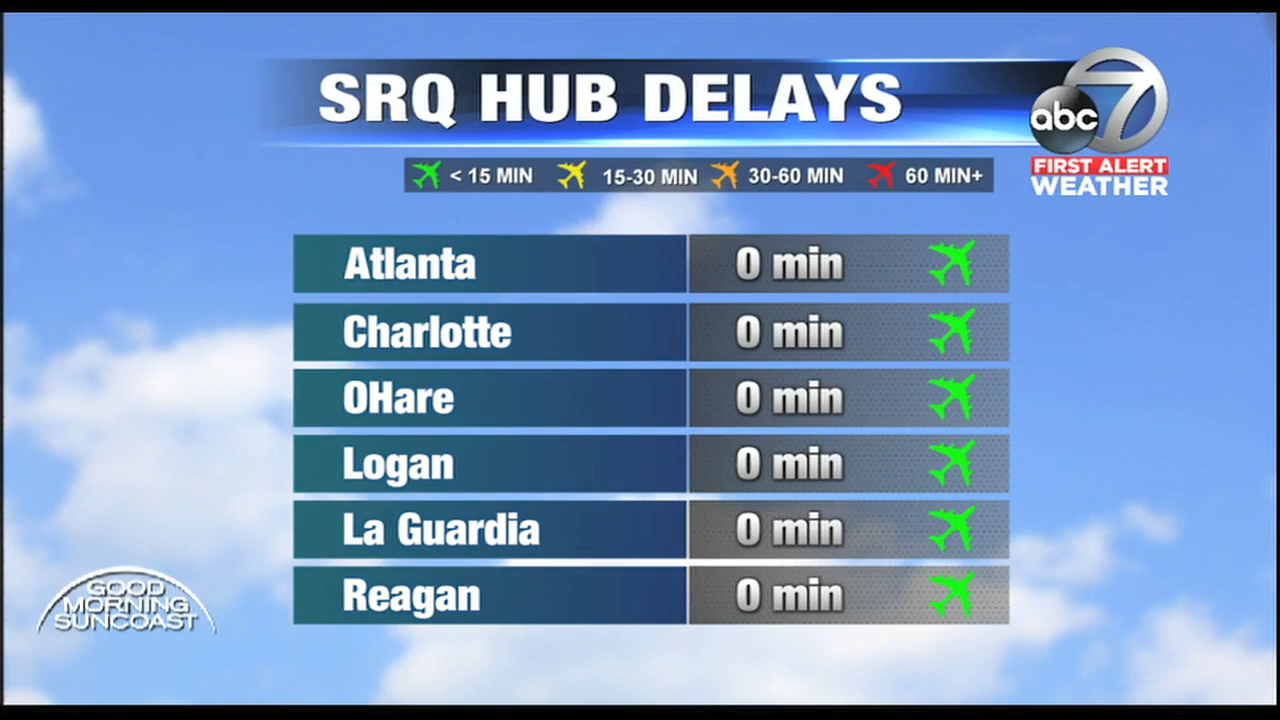 SRQ HUB DELAYS
abc 7
FIRST ALERT
WEATHER
< 15 MIN 15-30 MIN 30-60 MIN 60 MIN+
Atlanta 0 min
Charlotte 0 min
OHare 0 min
Logan 0 min
La Guardia 0 min
Reagan 0 min
GOOD
MORNING
SUNCOAST